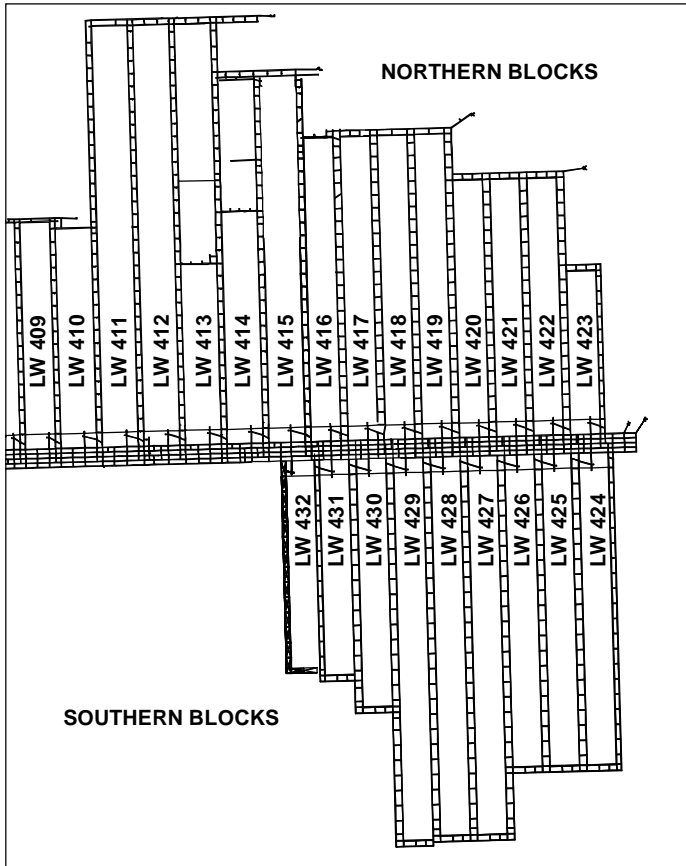 NORTHERN BLOCKS
LW 409
LW 410
LW 411
LW 412
LW 413
LW 414
LW 415
LW 416
LW 417
LW 418
LW 419
LW 420
LW 421
LW 422
LW 423
LW 432
LW 431
LW 430
LW 429
LW 428
LW 427
LW 426
LW 425
LW 424
SOUTHERN BLOCKS